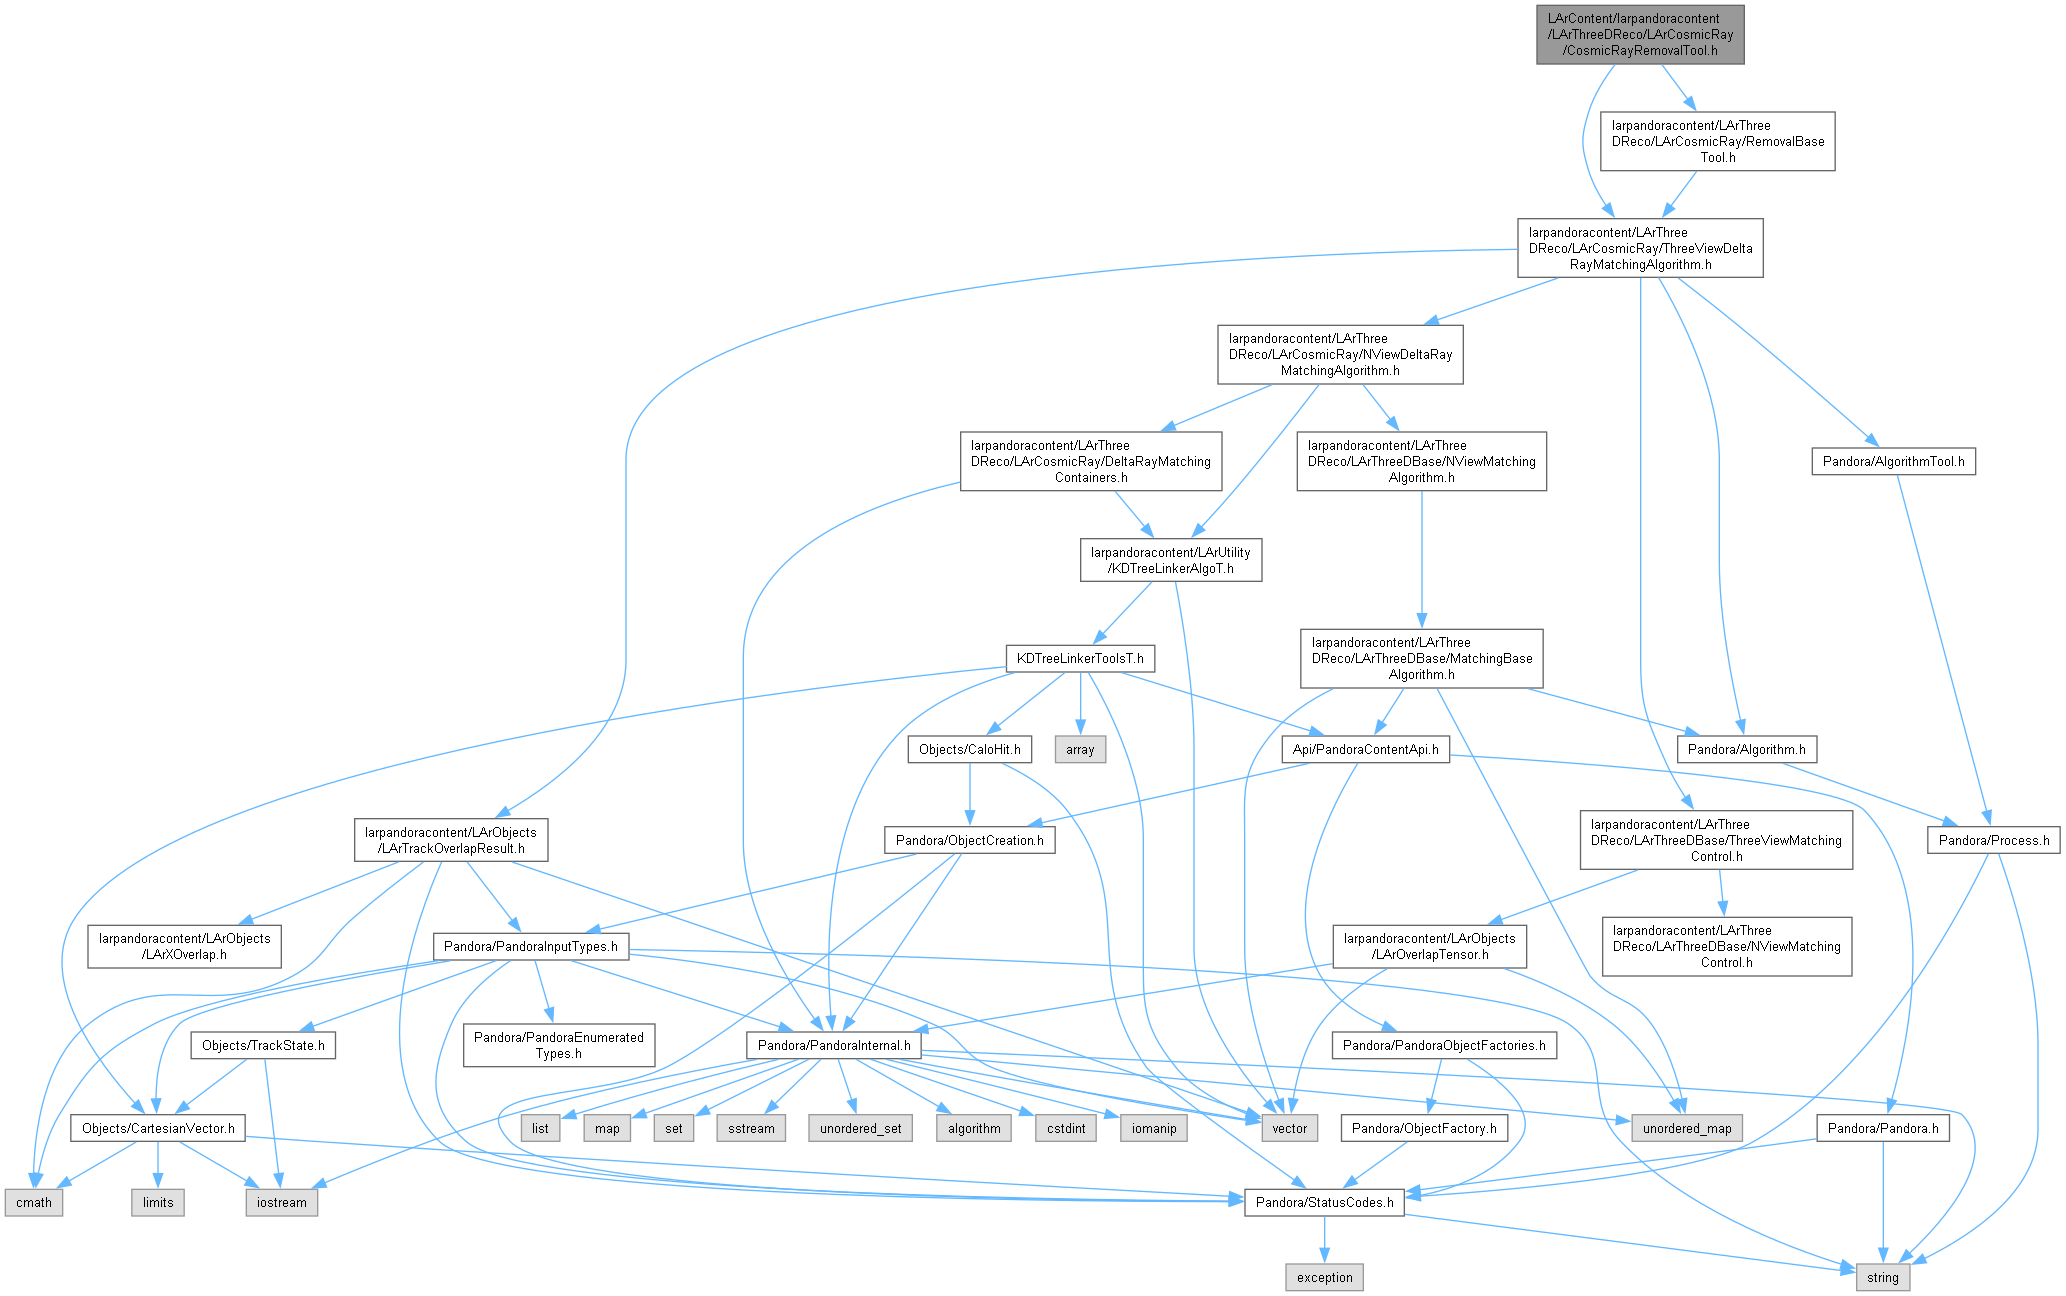 LArContent/larpandoracontent
/LArThreeDReco/LArCosmicRay
/CosmicRayRemovalTool.h
larpandoracontent/LArThree
DReco/LArCosmicRay/RemovalBase
Tool.h
larpandoracontent/LArThree
DReco/LArCosmicRay/ThreeViewDelta
RayMatchingAlgorithm.h
larpandoracontent/LArThree
DReco/LArCosmicRay/NViewDeltaRay
MatchingAlgorithm.h
larpandoracontent/LArThree
DReco/LArCosmicRay/DeltaRayMatching
Containers.h
larpandoracontent/LArThree
DReco/LArThreeDBase/NViewMatching
Algorithm.h
Pandora/AlgorithmTool.h
larpandoracontent/LArUtility
/KDTreeLinkerAlgoT.h
KDTreeLinkerToolsT.h
larpandoracontent/LArThree
DReco/LArThreeDBase/MatchingBase
Algorithm.h
Objects/CaloHit.h
array
Api/PandoraContentApi.h
Pandora/Algorithm.h
larpandoracontent/LArObjects
/LArTrackOverlapResult.h
Pandora/ObjectCreation.h
larpandoracontent/LArThree
DReco/LArThreeDBase/ThreeViewMatching
Control.h
Pandora/Process.h
larpandoracontent/LArObjects
/LArXOverlap.h
Pandora/PandoraInputTypes.h
larpandoracontent/LArObjects
/LArOverlapTensor.h
larpandoracontent/LArThree
DReco/LArThreeDBase/NViewMatching
Control.h
Objects/TrackState.h
Pandora/PandoraEnumerated
Types.h
Pandora/PandoraInternal.h
Pandora/PandoraObjectFactories.h
Objects/CartesianVector.h
list
map
set
sstream
unordered_set
algorithm
cstdint
iomanip
vector
Pandora/ObjectFactory.h
unordered_map
Pandora/Pandora.h
cmath
limits
iostream
Pandora/StatusCodes.h
exception
string